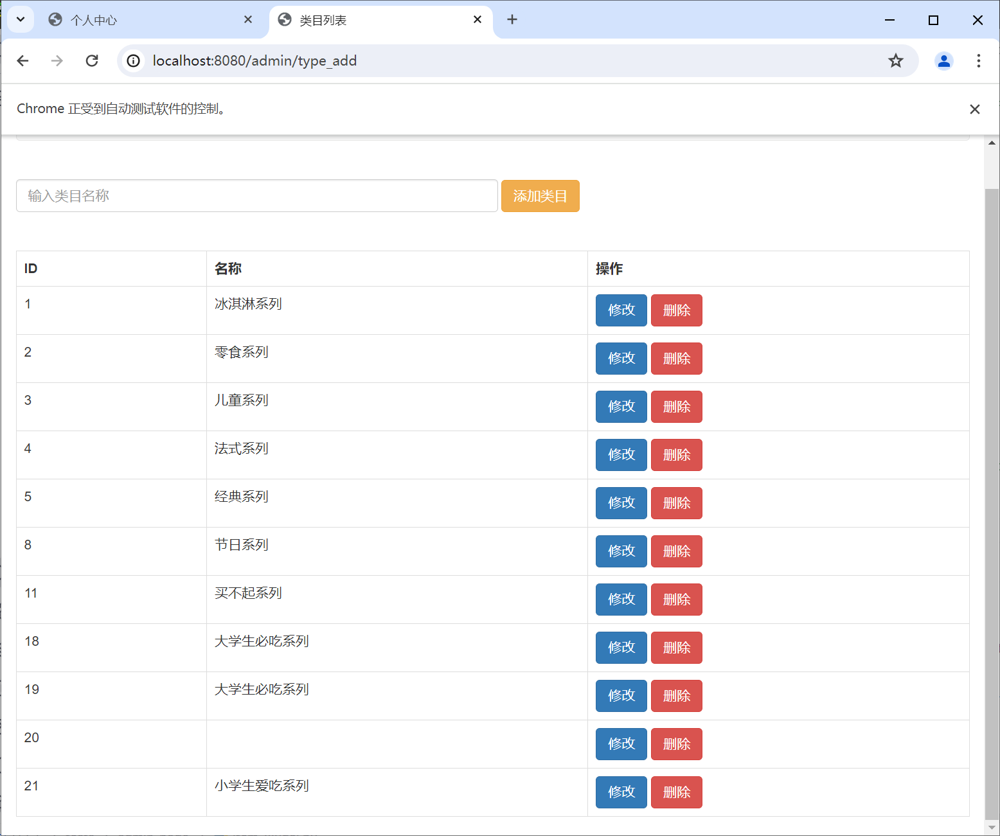 个人中心
类目列表
localhost:8080/admin/type_add
Chrome 正受到自动测试软件的控制。
输入类目名称 添加类目
ID 名称 操作
1 冰淇淋系列 修改 删除
2 零食系列 修改 删除
3 儿童系列 修改 删除
4 法式系列 修改 删除
5 经典系列 修改 删除
8 节日系列 修改 删除
11 买不起系列 修改 删除
18 大学生必吃系列 修改 删除
19 大学生必吃系列 修改 删除
20 修改 删除
21 小学生爱吃系列 修改 删除